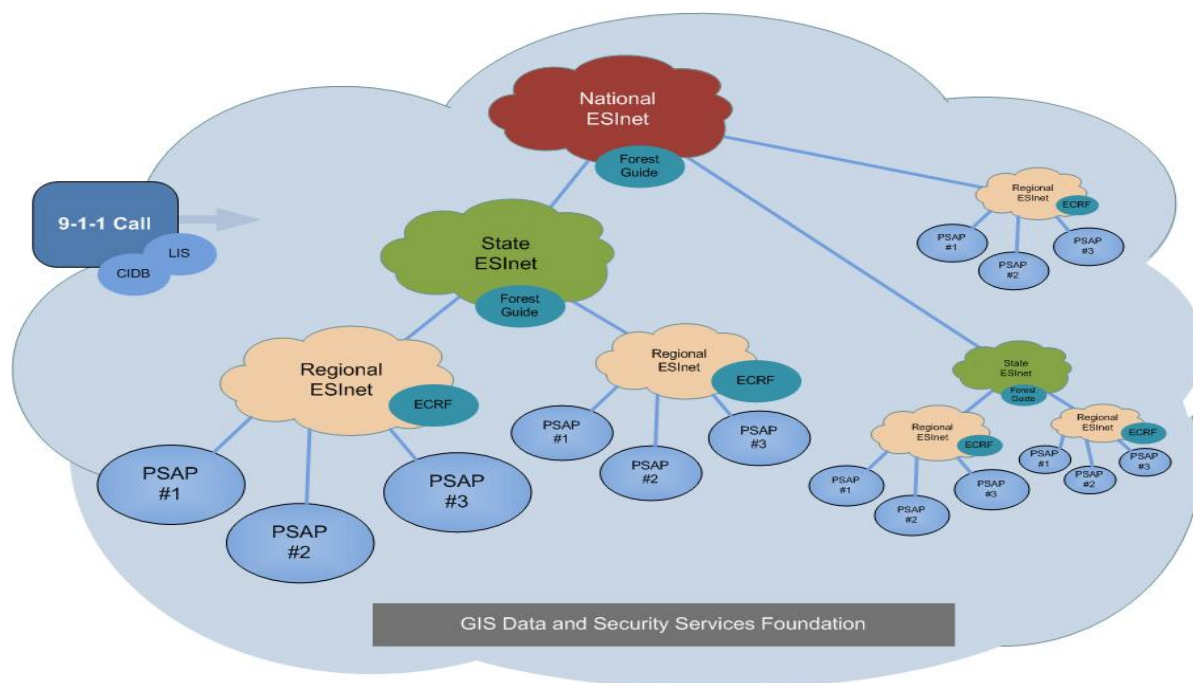 National
ESInet
Forest
Guide
9-1-1 Call
LIS
CIDB
State
ESInet
Forest
Guide
Regional
ESInet
ECRF
PSAP
#1
PSAP
#2
PSAP
#3
Regional
ESInet
ECRF
PSAP
#1
PSAP
#2
PSAP
#3
Regional
ESInet
ECRF
PSAP
#1
PSAP
#2
PSAP
#3
State
ESInet
Forest
Guide
Regional
ESInet
ECRF
PSAP
#1
PSAP
#2
PSAP
#3
Regional
ESInet
ECRF
PSAP
#1
PSAP
#2
PSAP
#3
GIS Data and Security Services Foundation